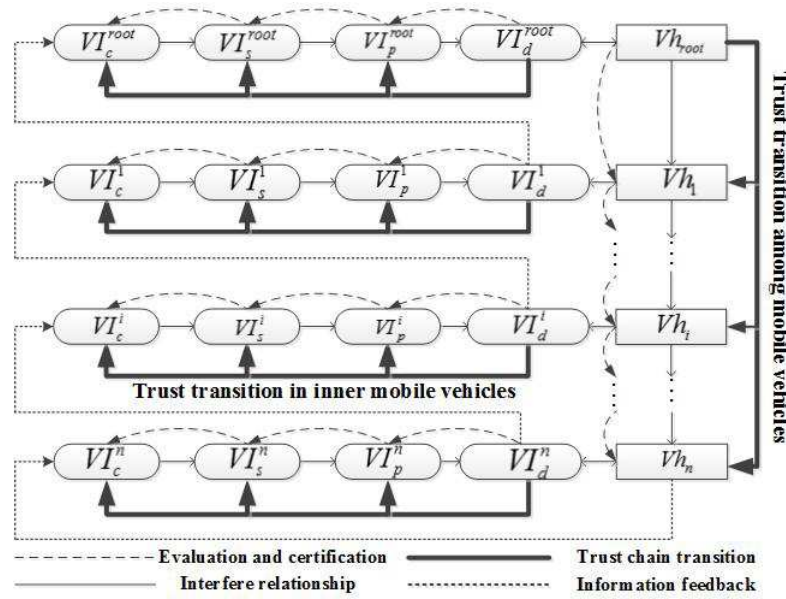 VI_c^root VI_s^root VI_p^root VI_d^root Vh_root
VI_c^1 VI_s^1 VI_p^1 VI_d^1 Vh_1
VI_c^i VI_s^i VI_p^i VI_d^i Vh_i
Trust transition in inner mobile vehicles
VI_c^n VI_s^n VI_p^n VI_d^n Vh_n
Trust transition among mobile vehicles
Evaluation and certification Trust chain transition
Interfere relationship Information feedback